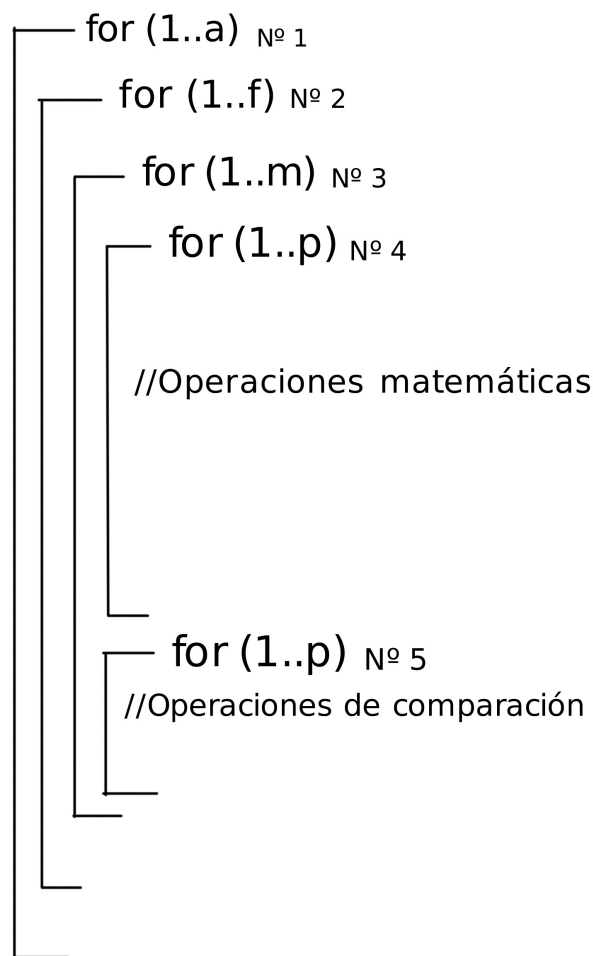 for (1..a) Nº 1
for (1..f) Nº 2
for (1..m) Nº 3
for (1..p) Nº 4
//Operaciones matemáticas
for (1..p) Nº 5
//Operaciones de comparación